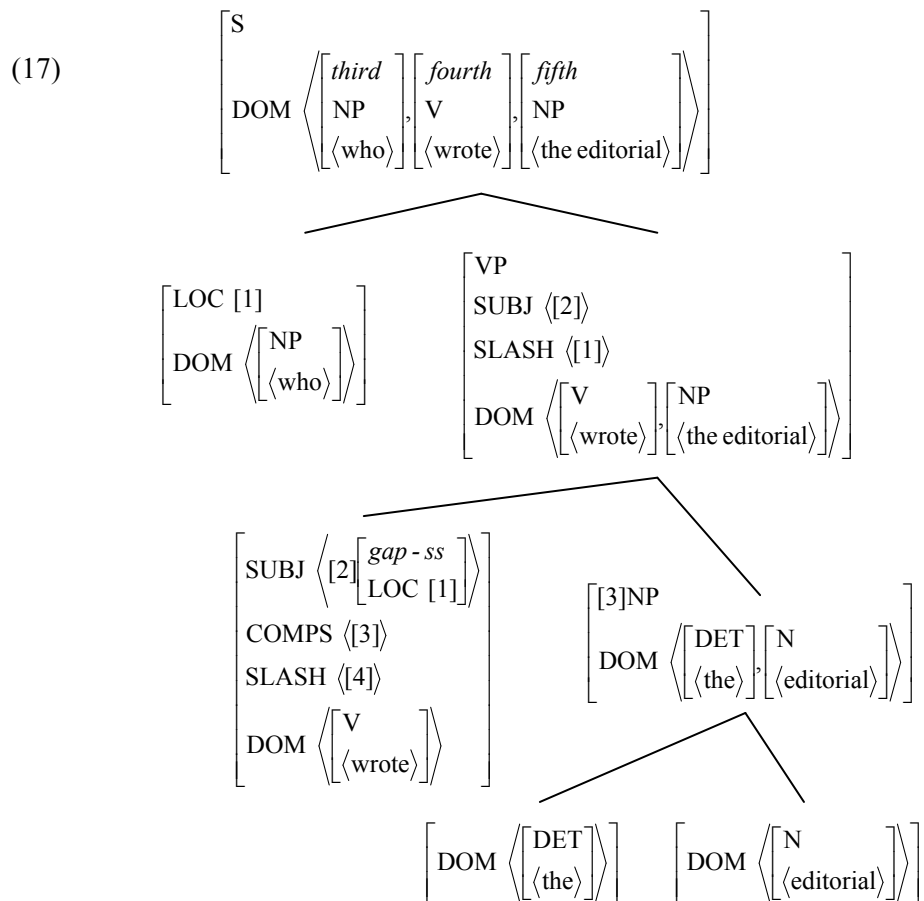 (17)
S
DOM ⟨[third NP ⟨who⟩], [fourth V ⟨wrote⟩], [fifth NP ⟨the editorial⟩]⟩
LOC [1]
DOM ⟨[NP ⟨who⟩]⟩
VP
SUBJ ⟨[2]⟩
SLASH ⟨[1]⟩
DOM ⟨[V ⟨wrote⟩], [NP ⟨the editorial⟩]⟩
SUBJ ⟨[2][gap - ss LOC [1]]⟩
COMPS ⟨[3]⟩
SLASH ⟨[4]⟩
DOM ⟨[V ⟨wrote⟩]⟩
[3]NP
DOM ⟨[DET ⟨the⟩], [N ⟨editorial⟩]⟩
DOM ⟨[DET ⟨the⟩]⟩
DOM ⟨[N ⟨editorial⟩]⟩